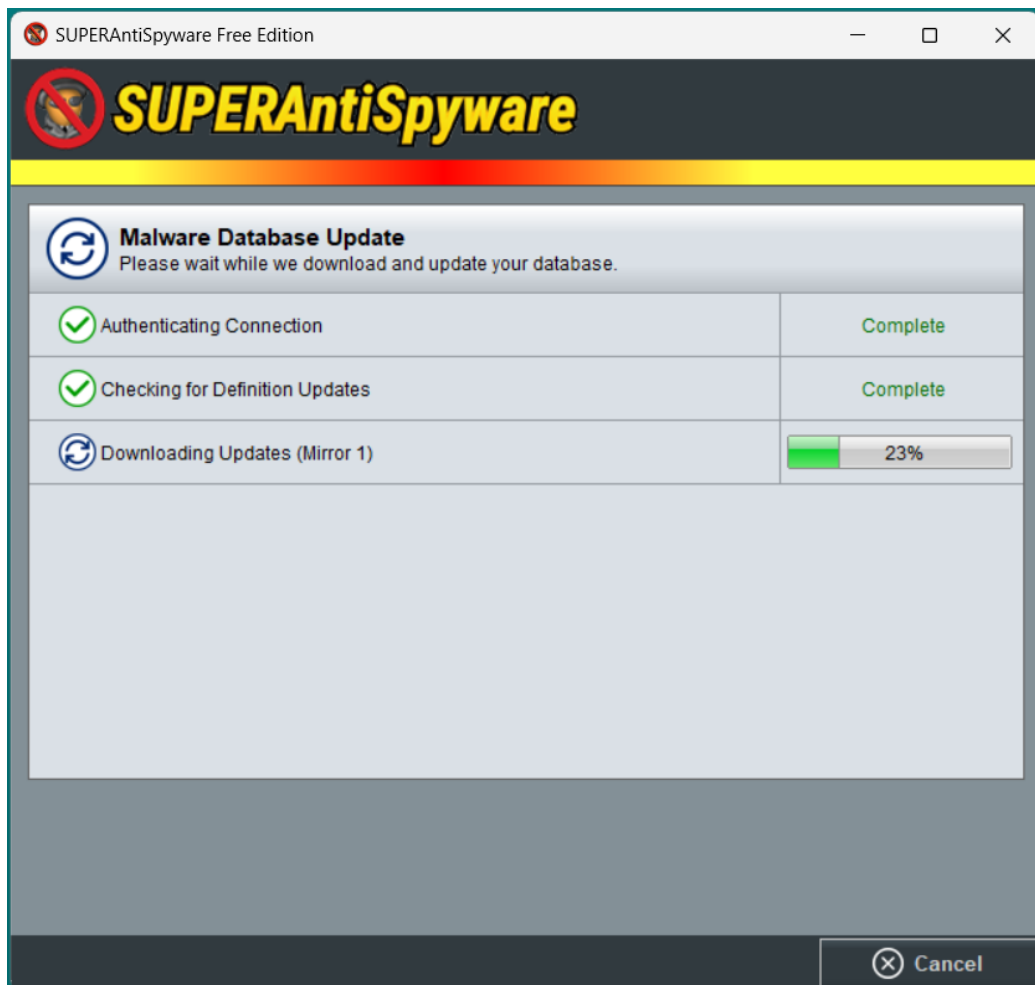 SUPERAntiSpyware Free Edition
SUPERAntiSpyware
Malware Database Update
Please wait while we download and update your database.
Authenticating Connection Complete
Checking for Definition Updates Complete
Downloading Updates (Mirror 1) 23%
Cancel